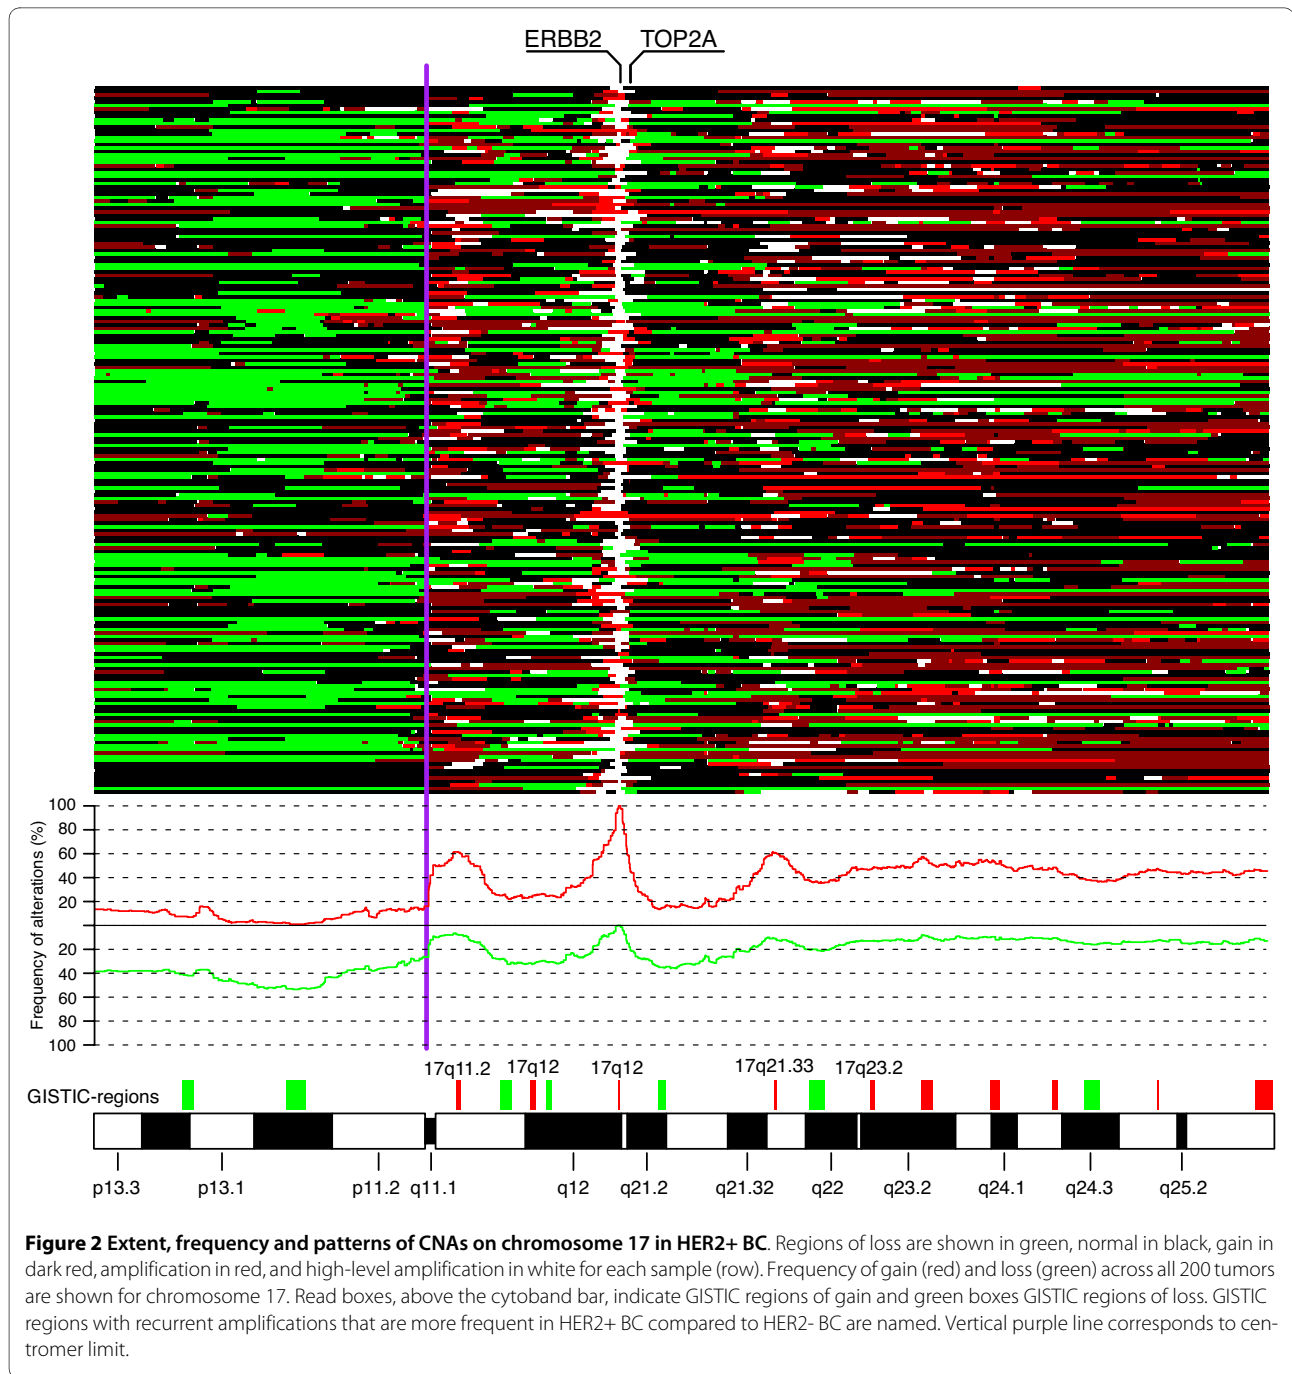 ERBB2 TOP2A
100
80
60
40
20
20
40
60
80
100
Frequency of alterations (%)
17q11.2 17q12 17q12 17q21.33 17q23.2
GISTIC-regions
p13.3 p13.1 p11.2 q11.1 q12 q21.2 q21.32 q22 q23.2 q24.1 q24.3 q25.2
Figure 2 Extent, frequency and patterns of CNAs on chromosome 17 in HER2+ BC. Regions of loss are shown in green, normal in black, gain in
dark red, amplification in red, and high-level amplification in white for each sample (row). Frequency of gain (red) and loss (green) across all 200 tumors
are shown for chromosome 17. Read boxes, above the cytoband bar, indicate GISTIC regions of gain and green boxes GISTIC regions of loss. GISTIC
regions with recurrent amplifications that are more frequent in HER2+ BC compared to HER2- BC are named. Vertical purple line corresponds to cen-
tromer limit.